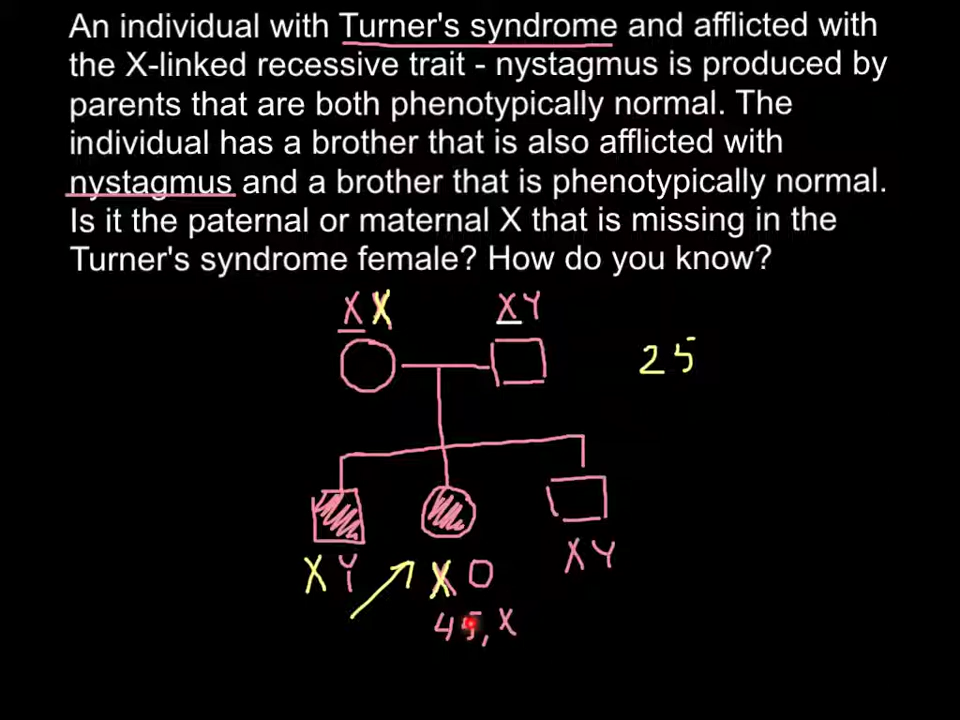 An individual with Turner's syndrome and afflicted with
the X-linked recessive trait - nystagmus is produced by
parents that are both phenotypically normal. The
individual has a brother that is also afflicted with
nystagmus and a brother that is phenotypically normal.
Is it the paternal or maternal X that is missing in the
Turner's syndrome female? How do you know?
XX XY
25
XY XO XY
45, X